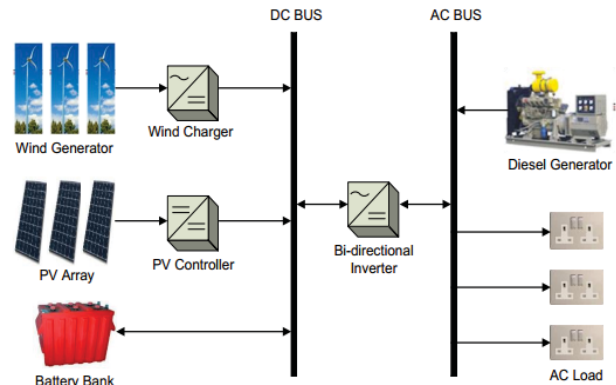 DC BUS
AC BUS
Wind Generator
Wind Charger
Diesel Generator
PV Array
PV Controller
Bi-directional
Inverter
Battery Bank
AC Load